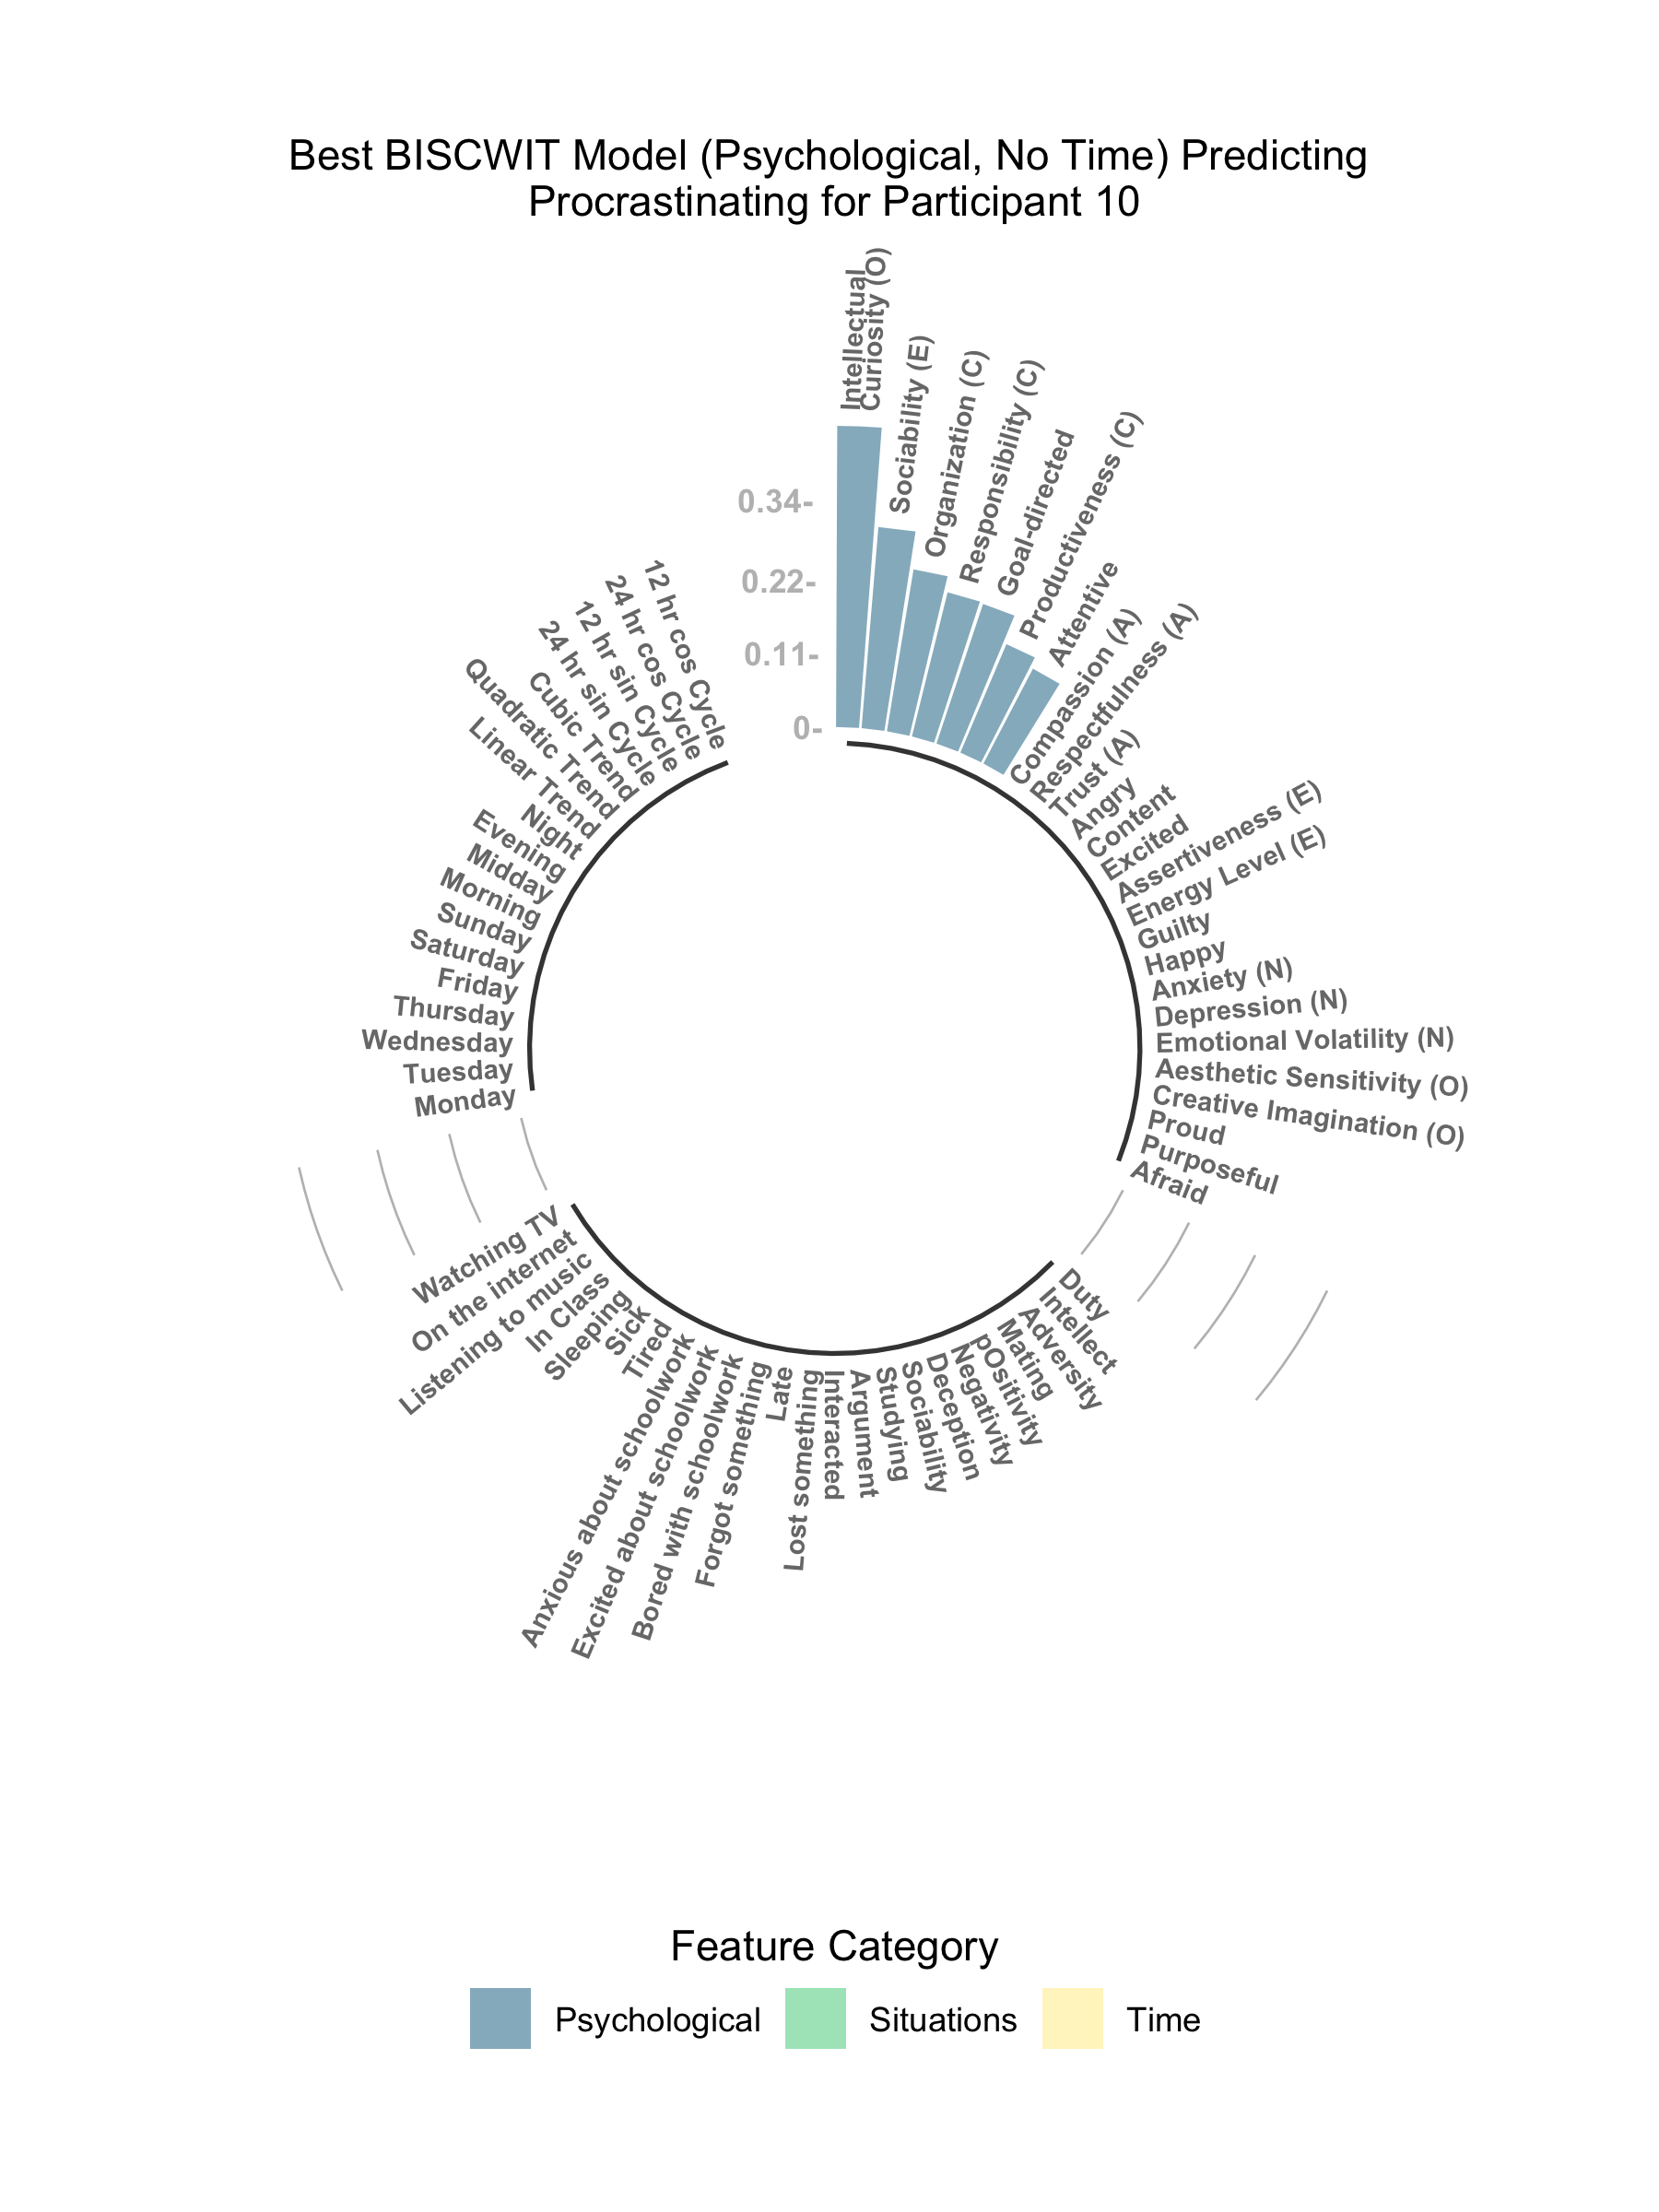 Best BISCWIT Model (Psychological, No Time) Predicting
Procrastinating for Participant 10
Intellectual
Curiosity (O)
Sociability (E)
Organization (C)
Responsibility (C)
Goal-directed
Productiveness (C)
Attentive
Compassion (A)
Respectfulness (A)
Trust (A)
Angry
Content
Excited
Assertiveness (E)
Energy Level (E)
Guilty
Happy
Anxiety (N)
Depression (N)
Emotional Volatility (N)
Aesthetic Sensitivity (O)
Creative Imagination (O)
Proud
Purposeful
Afraid
Duty
Intellect
Adversity
Mating
pOsitivity
Negativity
Deception
Sociability
Studying
Argument
Interacted
Lost something
Late
Forgot something
Bored with schoolwork
Excited about schoolwork
Anxious about schoolwork
Tired
Sick
Sleeping
In Class
Listening to music
On the internet
Watching TV
Monday
Tuesday
Wednesday
Thursday
Friday
Saturday
Sunday
Morning
Midday
Evening
Night
Linear Trend
Quadratic Trend
Cubic Trend
24 hr sin Cycle
12 hr sin Cycle
24 hr cos Cycle
12 hr cos Cycle
0.34-
0.22-
0.11-
0-
Feature Category
Psychological
Situations
Time